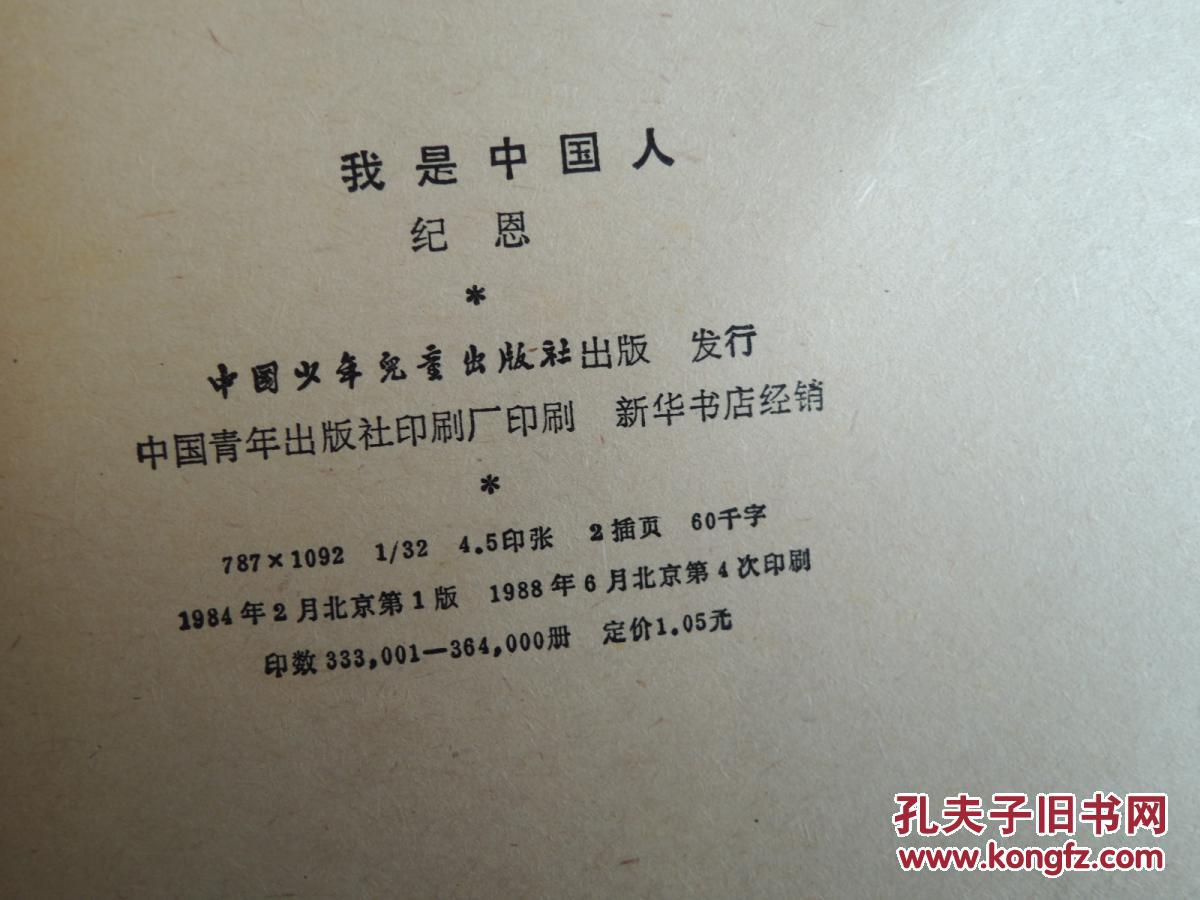 我是中国人
纪恩
*
中國少年兒童出版社出版 发行
中国青年出版社印刷厂印刷 新华书店经销
*
787×1092 1/32 4.5印张 2插页 60千字
1984年2月北京第1版 1988年6月北京第4次印刷
印数333,001—364,000册 定价1.05元
孔夫子旧书网
www.kongfz.com